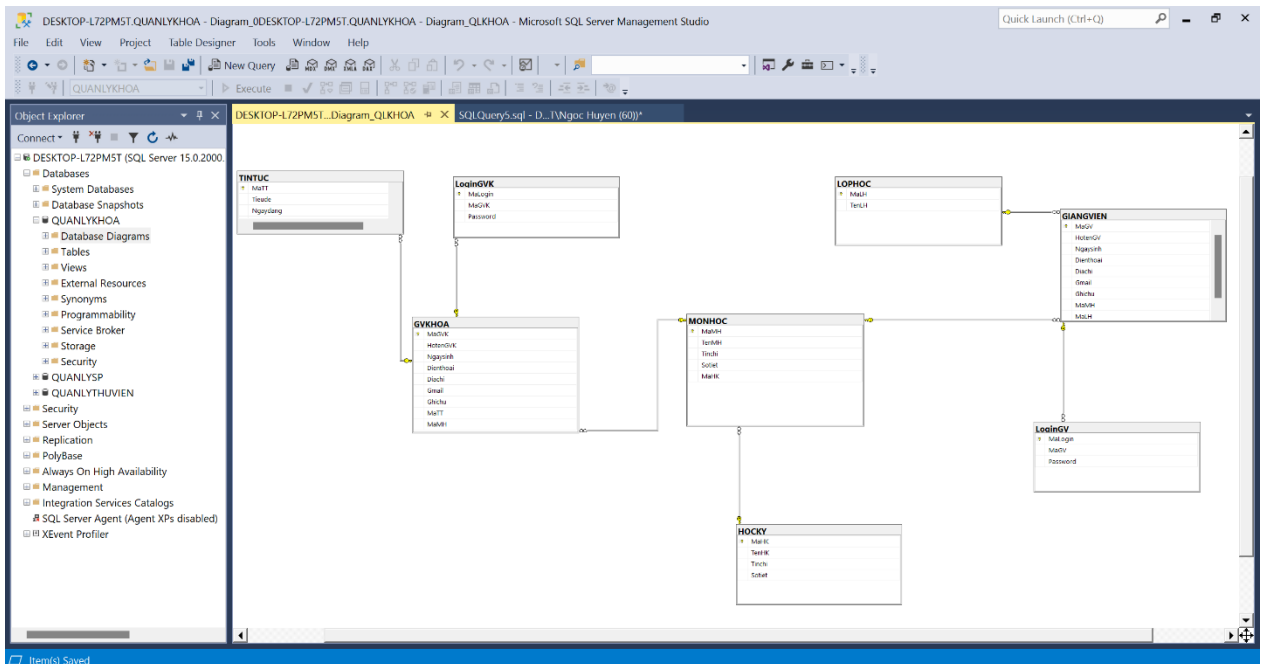 DESKTOP-L72PM5T.QUANLYKHOA - Diagram_0DESKTOP-L72PM5T.QUANLYKHOA - Diagram_QLKHOA - Microsoft SQL Server Management Studio
Quick Launch (Ctrl+Q)
File Edit View Project Table Designer Tools Window Help
New Query
MDX DMX XMLA DAX
QUANLYKHOA
Execute
Object Explorer
DESKTOP-L72PM5T...Diagram_QLKHOA
SQLQuery5.sql - D...T\Ngoc Huyen (60))*
Connect
DESKTOP-L72PM5T (SQL Server 15.0.2000.
Databases
System Databases
Database Snapshots
QUANLYKHOA
Database Diagrams
Tables
Views
External Resources
Synonyms
Programmability
Service Broker
Storage
Security
QUANLYSP
QUANLYTHUVIEN
Security
Server Objects
Replication
PolyBase
Always On High Availability
Management
Integration Services Catalogs
SQL Server Agent (Agent XPs disabled)
XEvent Profiler
TINTUC
MaTT
Tieude
Ngaydang
LoginGVK
MaLogin
MaGVK
Password
LOPHOC
MaLH
TenLH
GIANGVIEN
MaGV
HotenGV
Ngaysinh
Dienthoai
Diachi
Gmail
Ghichu
MaMH
MaLH
GVKHOA
MaGVK
HotenGVK
Ngaysinh
Dienthoai
Diachi
Gmail
Ghichu
MaTT
MaMH
MONHOC
MaMH
TenMH
Tinchi
Sotiet
MaHK
LoginGV
MaLogin
MaGV
Password
HOCKY
MaHK
TenHK
Tinchi
Sotiet
Item(s) Saved